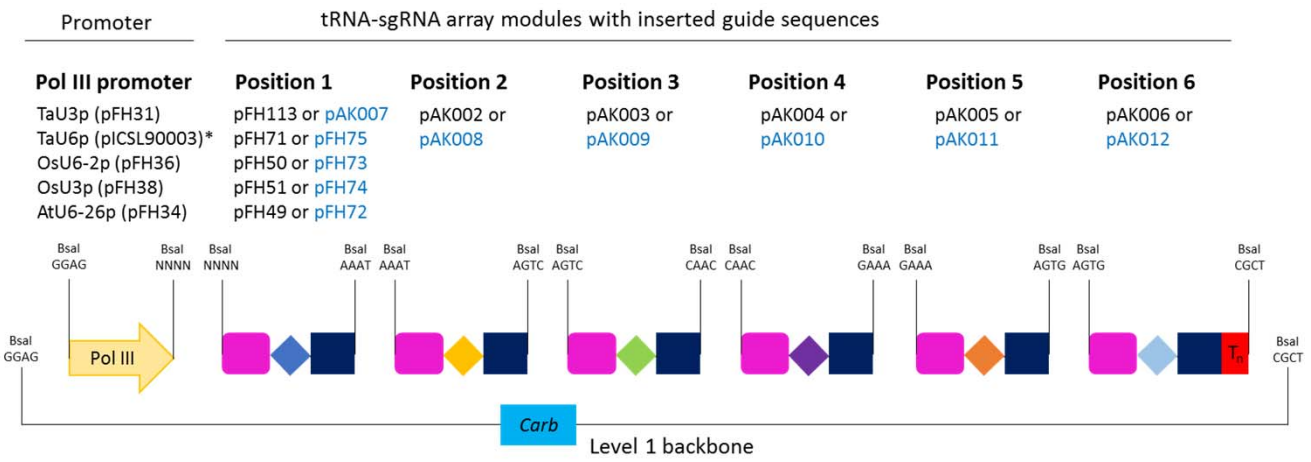 Promoter
tRNA-sgRNA array modules with inserted guide sequences
Pol III promoter Position 1 Position 2 Position 3 Position 4 Position 5 Position 6
TaU3p (pFH31) pFH113 or pAK007 pAK002 or pAK003 or pAK004 or pAK005 or pAK006 or
TaU6p (pICSL90003)* pFH71 or pFH75 pAK008 pAK009 pAK010 pAK011 pAK012
OsU6-2p (pFH36) pFH50 or pFH73
OsU3p (pFH38) pFH51 or pFH74
AtU6-26p (pFH34) pFH49 or pFH72
BsaI BsaI BsaI BsaI BsaI BsaI BsaI BsaI BsaI BsaI BsaI BsaI BsaI BsaI
GGAG NNNN NNNN AAAT AAAT AGTC AGTC CAAC CAAC GAAA GAAA AGTG AGTG CGCT
BsaI BsaI
GGAG Pol III Tn CGCT
Carb
Level 1 backbone